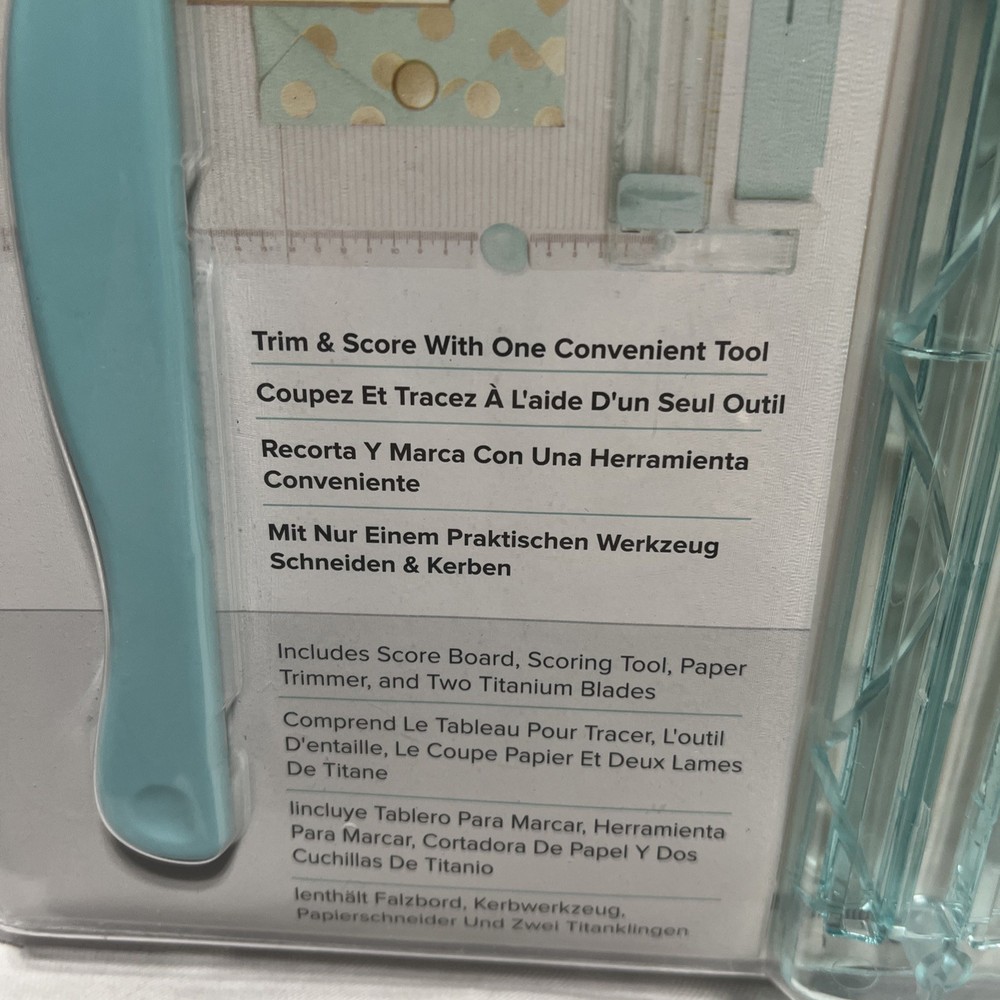 Trim & Score With One Convenient Tool
Coupez Et Tracez À L'aide D'un Seul Outil
Recorta Y Marca Con Una Herramienta
Conveniente
Mit Nur Einem Praktischen Werkzeug
Schneiden & Kerben
Includes Score Board, Scoring Tool, Paper
Trimmer, and Two Titanium Blades
Comprend Le Tableau Pour Tracer, L'outil
D'entaille, Le Coupe Papier Et Deux Lames
De Titane
Iincluye Tablero Para Marcar, Herramienta
Para Marcar, Cortadora De Papel Y Dos
Cuchillas De Titanio
Ienthält Falzbord, Kerbwerkzeug,
Papierschneider Und Zwei Titanklingen